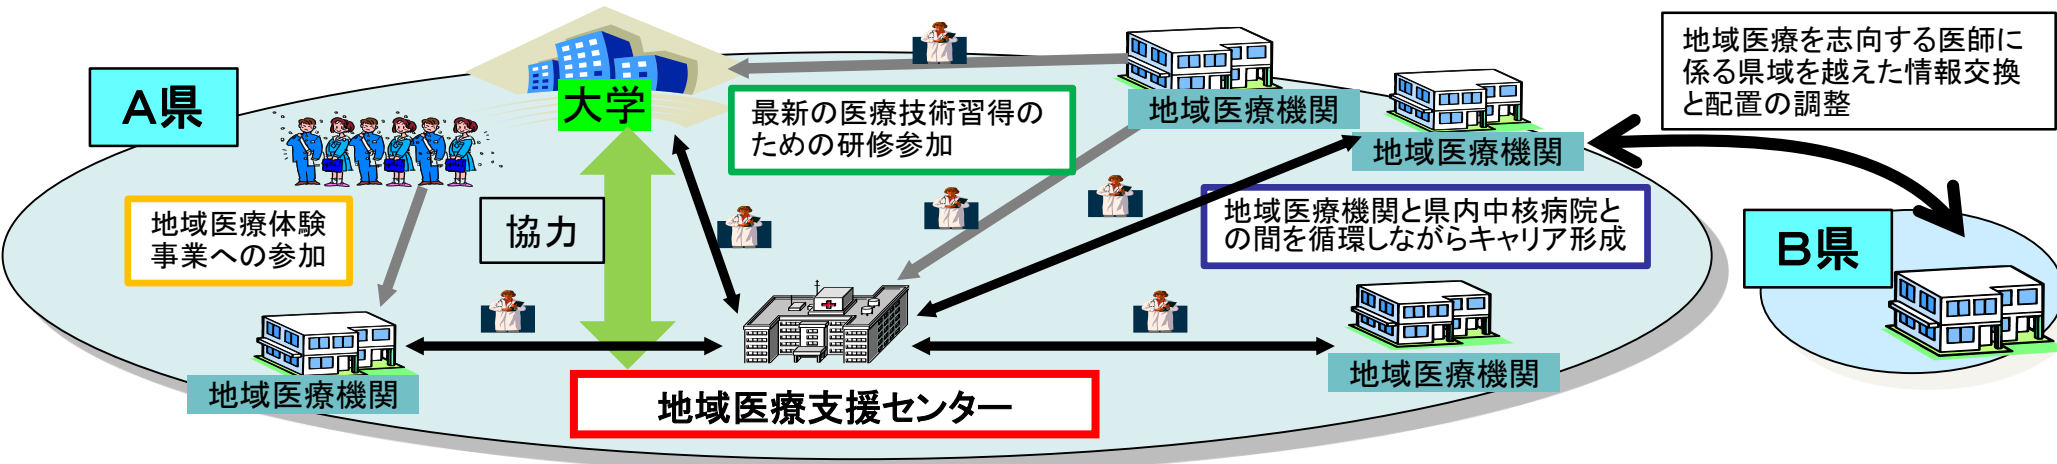 A県
大学
最新の医療技術習得の
ための研修参加
地域医療機関
地域医療機関
地域医療を志向する医師に
係る県域を越えた情報交換
と配置の調整
地域医療体験
事業への参加
協力
地域医療機関と県内中核病院と
の間を循環しながらキャリア形成
B県
地域医療機関
地域医療支援センター
地域医療機関